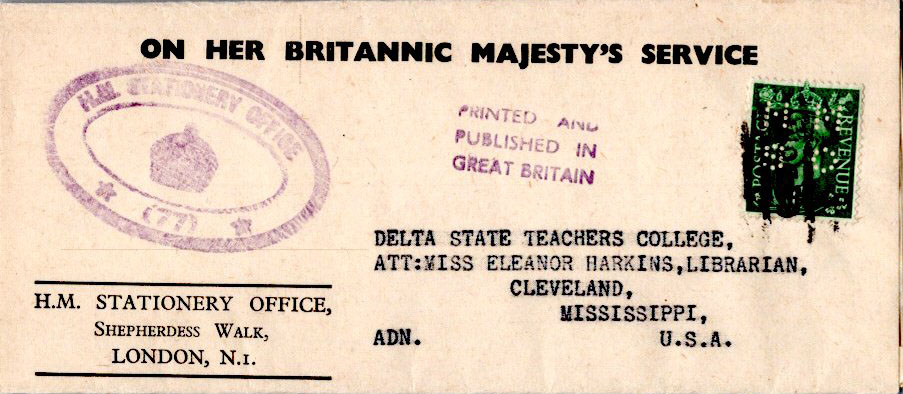 ON HER BRITANNIC MAJESTY'S SERVICE
H.M. STATIONERY OFFICE
(77)
PRINTED AND
PUBLISHED IN
GREAT BRITAIN
POSTAGE
REVENUE
DELTA STATE TEACHERS COLLEGE,
ATT:MISS ELEANOR HARKINS,LIBRARIAN,
CLEVELAND,
MISSISSIPPI,
ADN. U.S.A.
H.M. STATIONERY OFFICE,
SHEPHERDESS WALK,
LONDON, N.1.